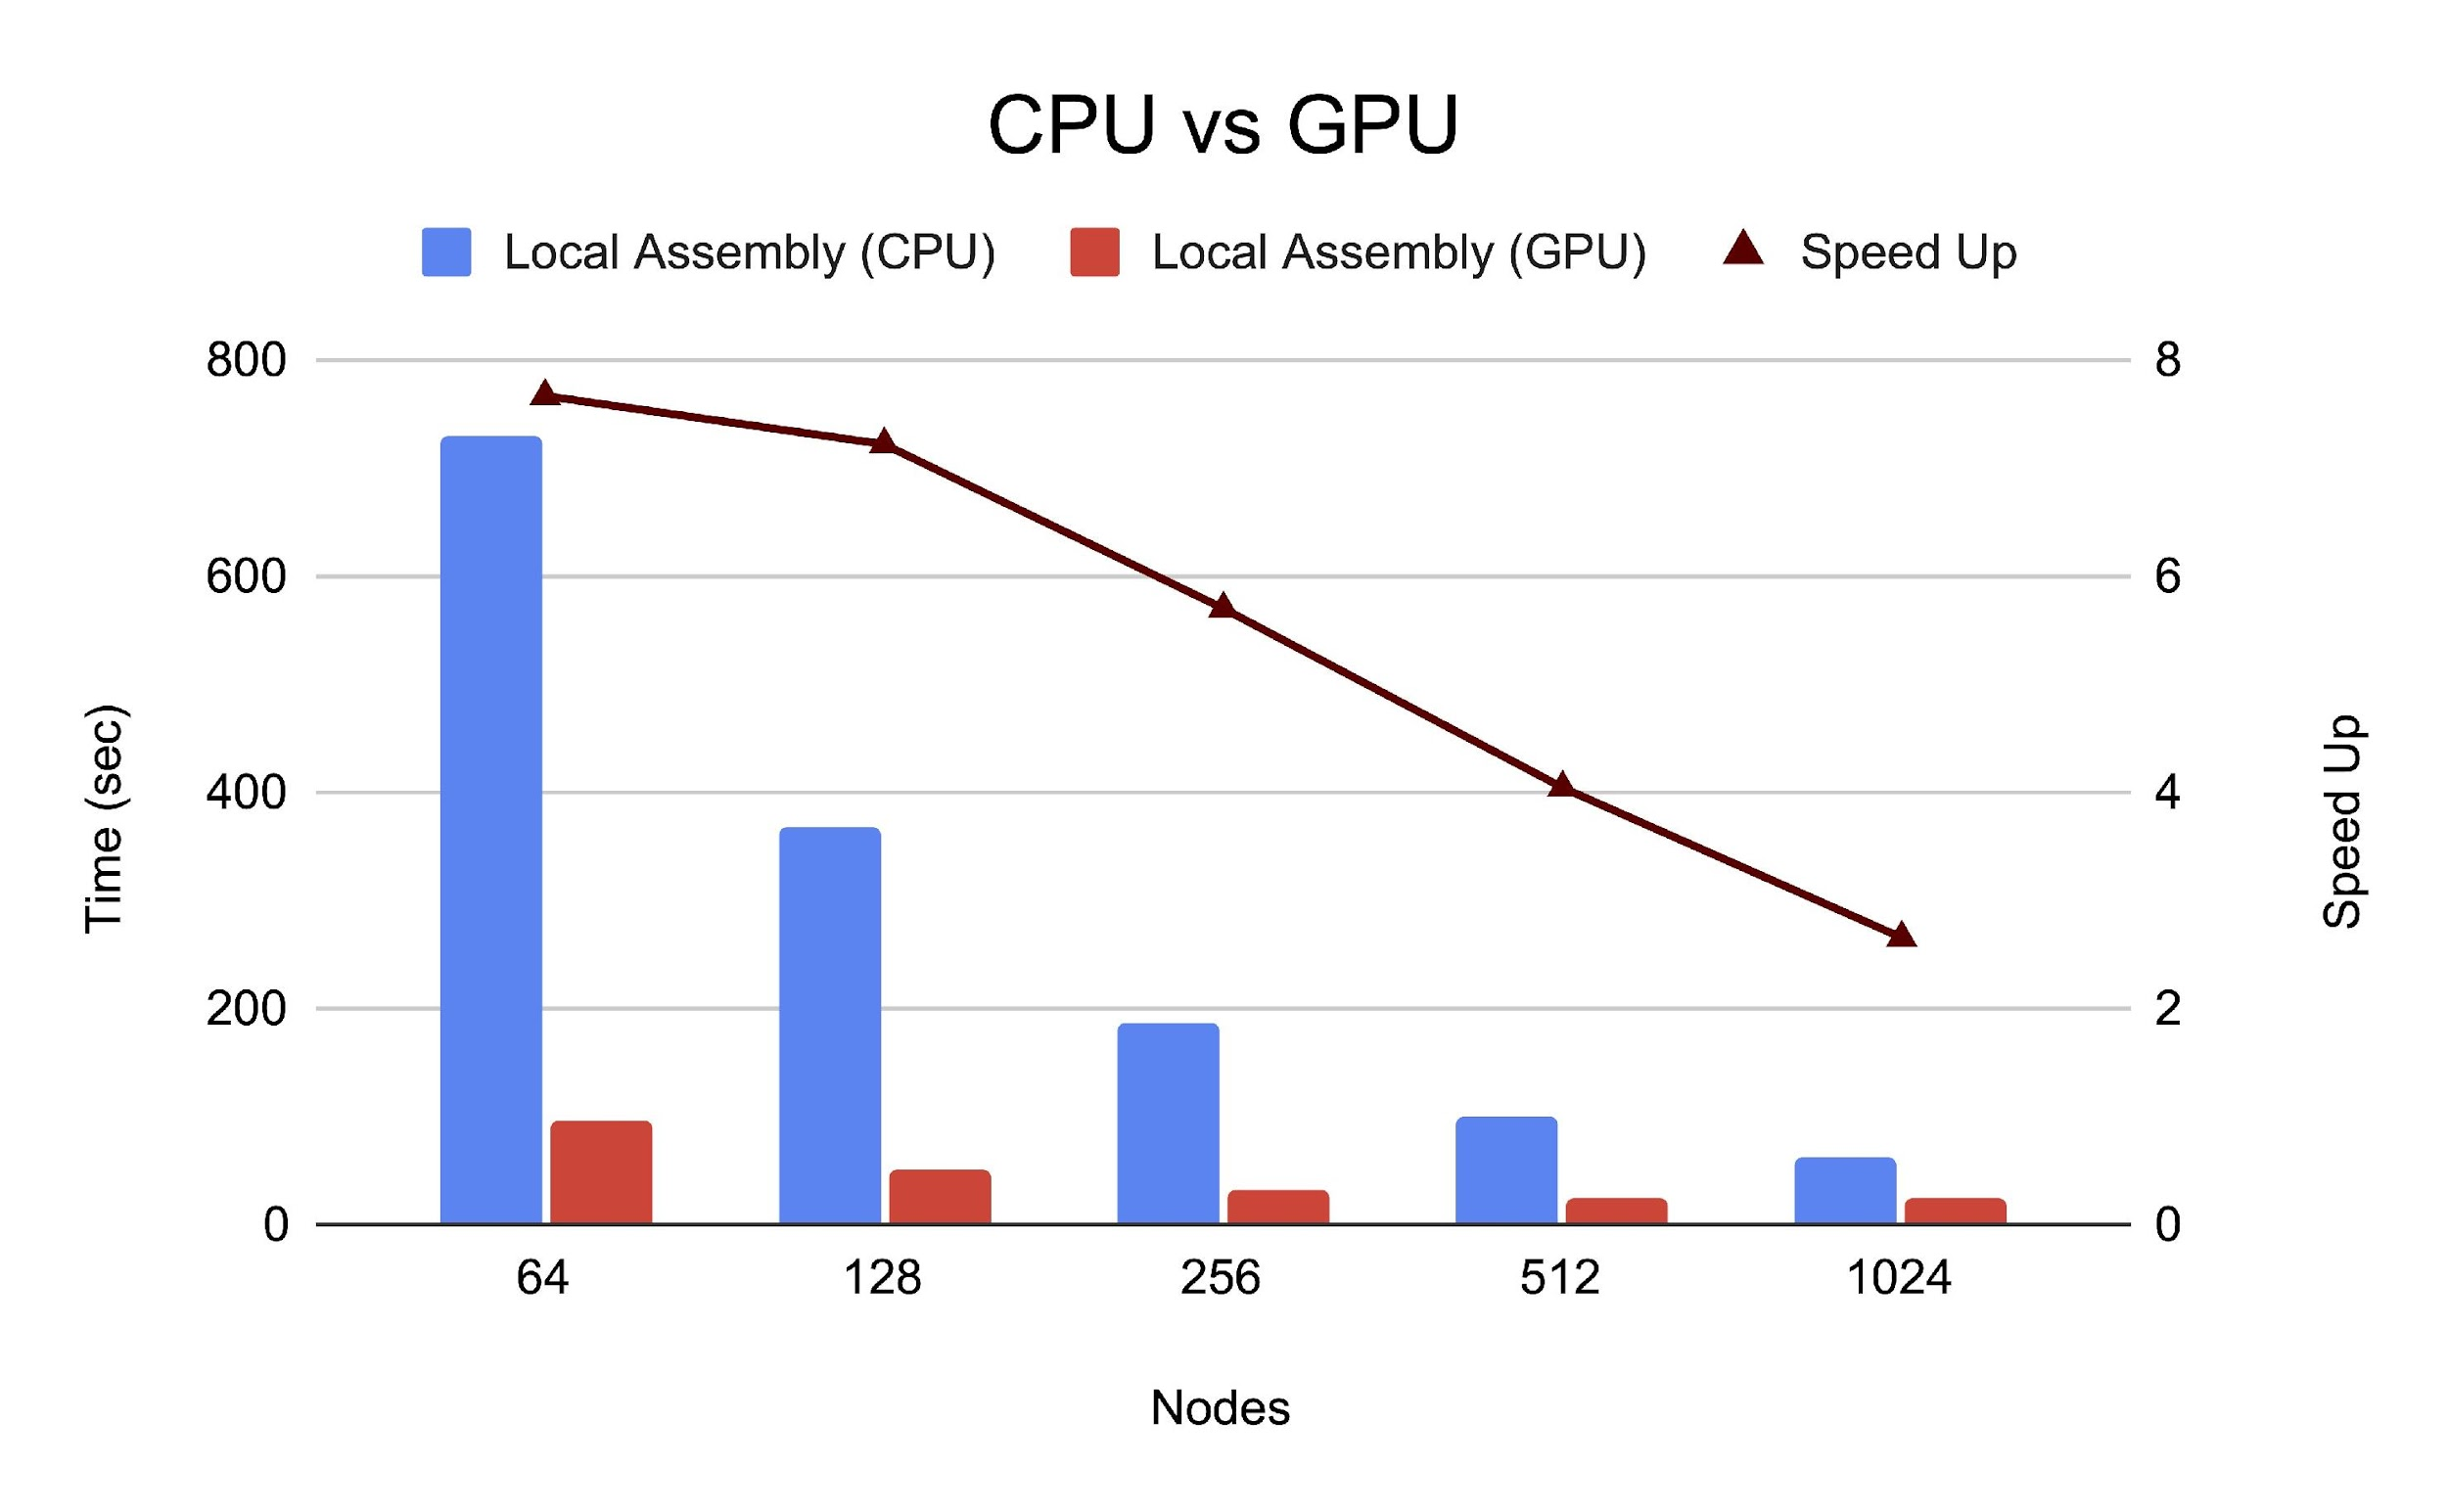 CPU vs GPU
Local Assembly (CPU) Local Assembly (GPU) Speed Up
800 8
600 6
400 4
200 2
0 0
Time (sec)
Speed Up
64 128 256 512 1024
Nodes